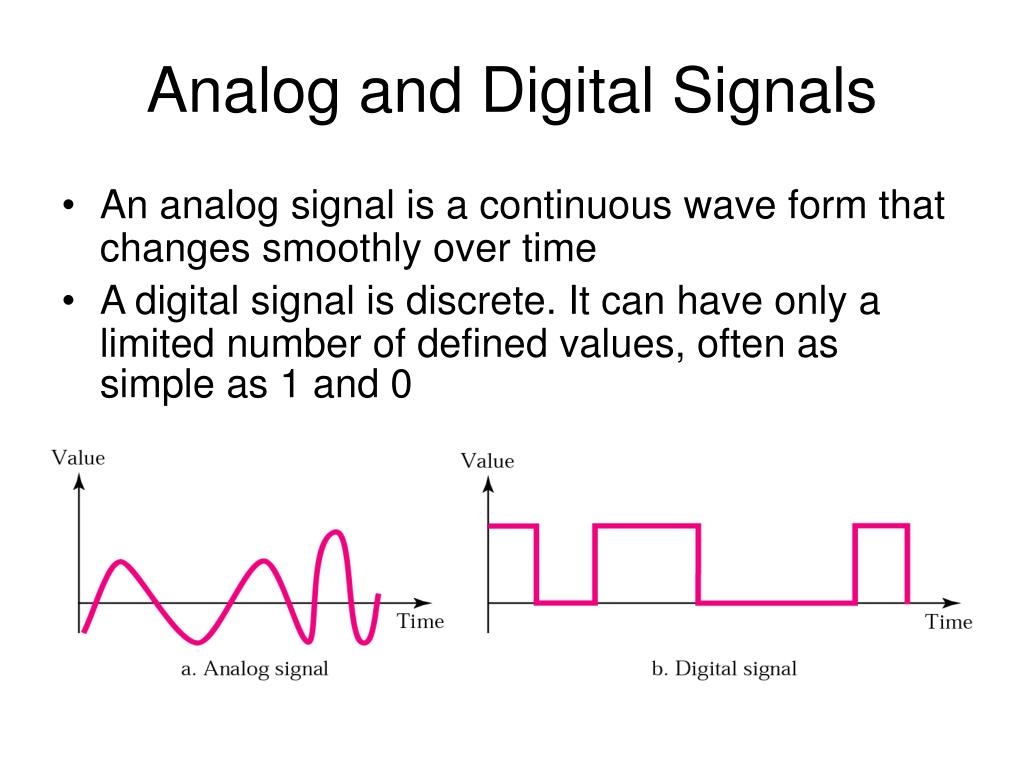 Analog and Digital Signals
• An analog signal is a continuous wave form that
changes smoothly over time
• A digital signal is discrete. It can have only a
limited number of defined values, often as
simple as 1 and 0
Value
Time
a. Analog signal
Value
Time
b. Digital signal